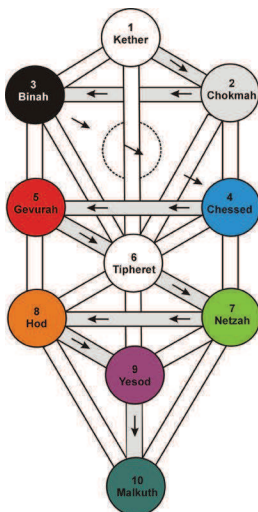 1
Kether
3
Binah
2
Chokmah
5
Gevurah
4
Chessed
6
Tipheret
8
Hod
7
Netzah
9
Yesod
10
Malkuth